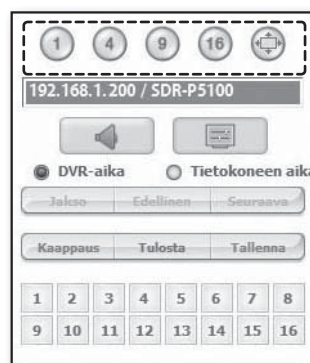 1 4 9 16
192.168.1.200 / SDR-P5100
DVR-aika Tietokoneen aika
Jakso Edellinen Seuraava
Kaappaus Tulosta Tallenna
1 2 3 4 5 6 7 8
9 10 11 12 13 14 15 16